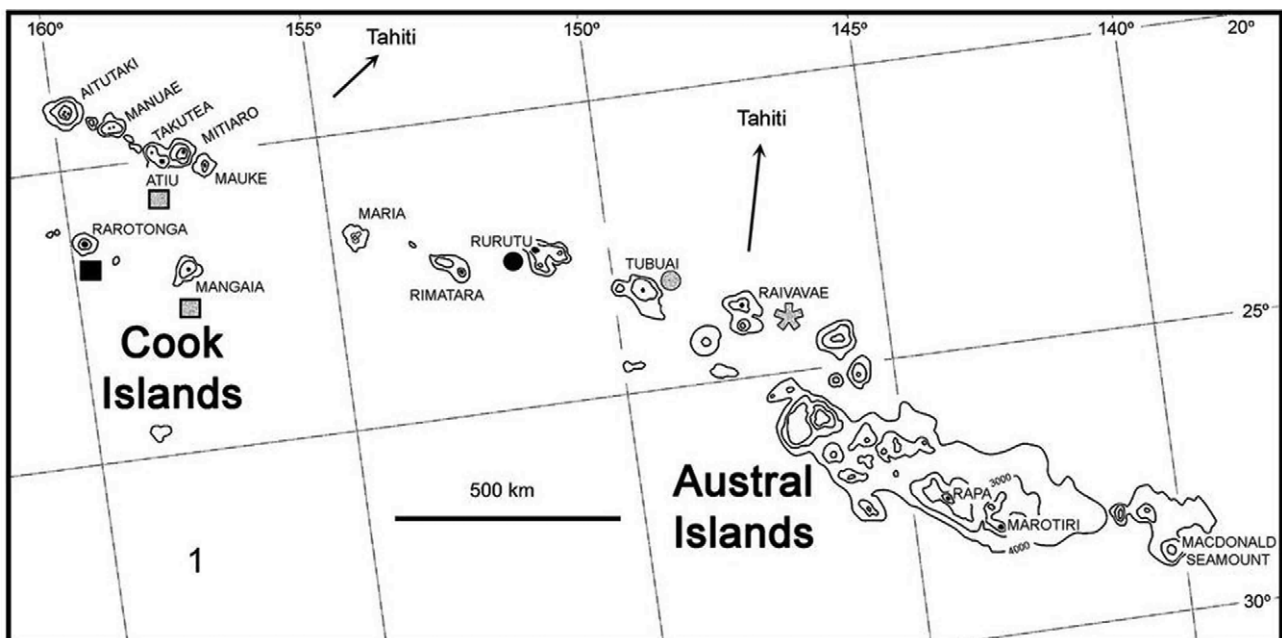 160º
155º
150º
145º
140º
20º
Tahiti
AITUTAKI
MANUAE
TAKUTEA
MITIARO
Tahiti
ATIU
MAUKE
RAROTONGA
MARIA
RURUTU
TUBUAI
MANGAIA
RIMATARA
RAIVAVAE
25º
Cook
Islands
500 km
Austral
Islands
3000
RAPA
MAROTIRI
4000
MACDONALD
SEAMOUNT
1
30º